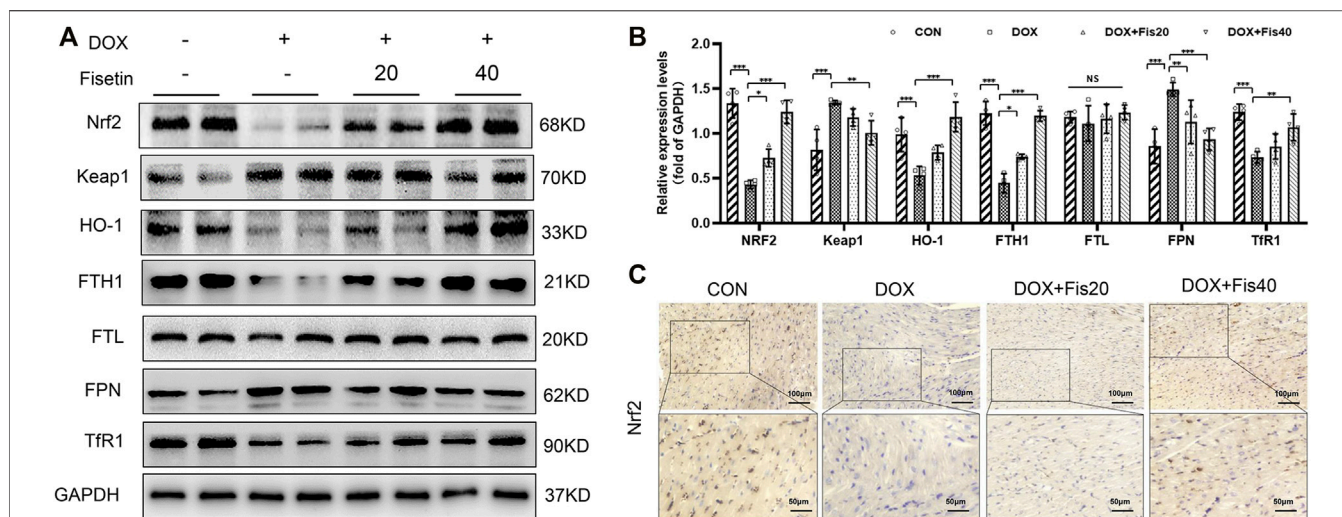 A
DOX - + + +
Fisetin - - 20 40
Nrf2 68KD
Keap1 70KD
HO-1 33KD
FTH1 21KD
FTL 20KD
FPN 62KD
TfR1 90KD
GAPDH 37KD
B
CON DOX DOX+Fis20 DOX+Fis40
Relative expression levels
(fold of GAPDH)
2.0
1.5
1.0
0.5
0.0
*** * ***
*** **
*** ***
*** * ***
NS
*** ** ***
*** **
NRF2 Keap1 HO-1 FTH1 FTL FPN TfR1
C
CON DOX DOX+Fis20 DOX+Fis40
Nrf2
100μm 100μm 100μm 100μm
50μm 50μm 50μm 50μm